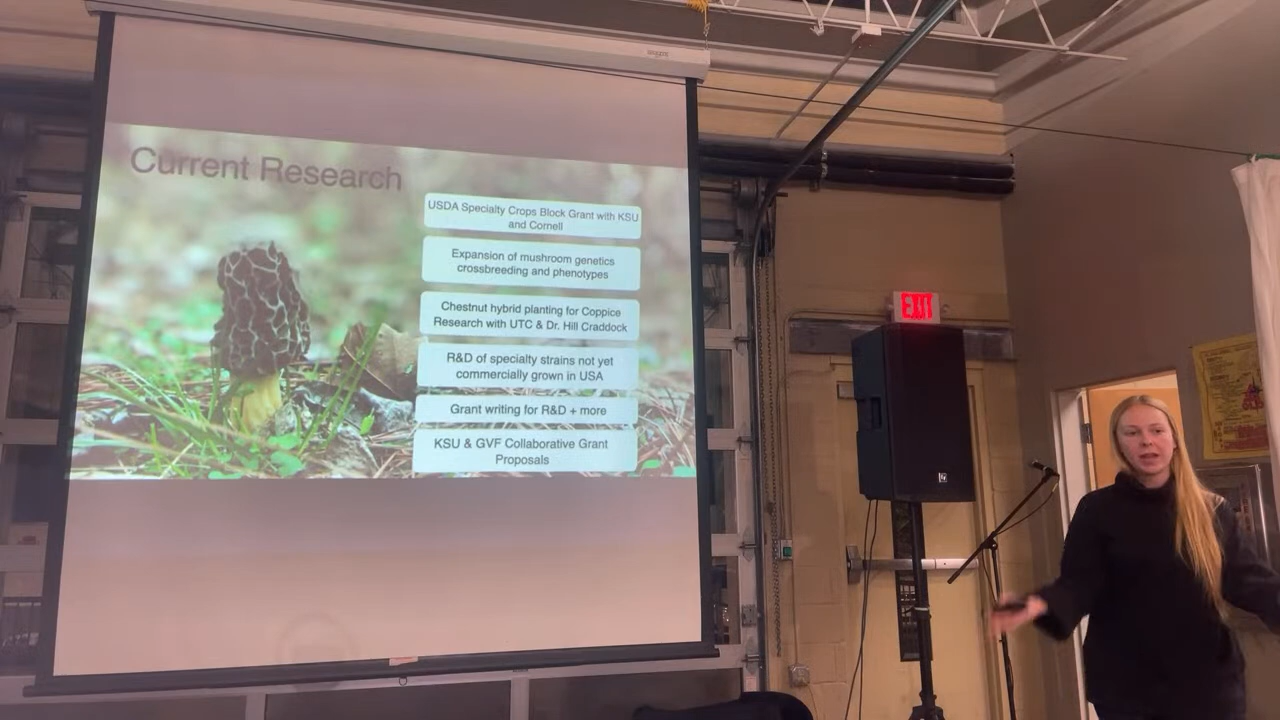 Current Research
USDA Specialty Crops Block Grant with KSU
and Cornell
Expansion of mushroom genetics
crossbreeding and phenotypes
Chestnut hybrid planting for Coppice
Research with UTC & Dr. Hill Craddock
R&D of specialty strains not yet
commercially grown in USA
Grant writing for R&D + more
KSU & GVF Collaborative Grant
Proposals
EXIT